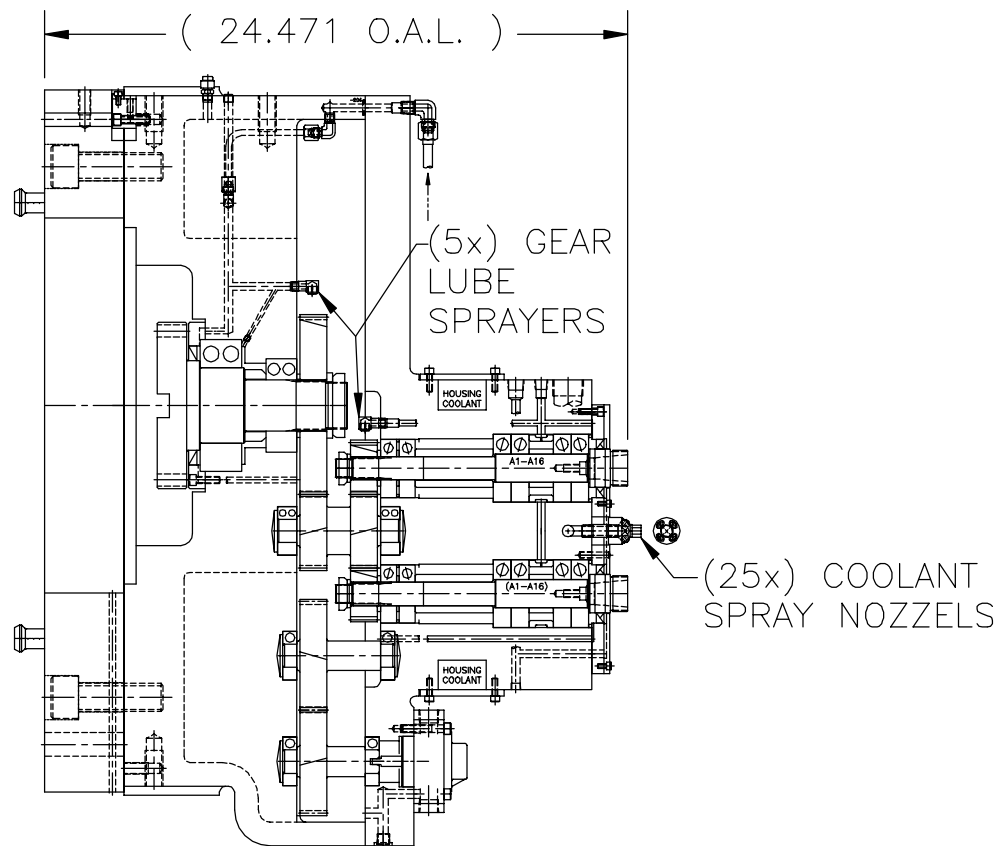 ( 24.471 O.A.L. )
(5x) GEAR
LUBE
SPRAYERS
HOUSING
COOLANT
A1-A16
(25x) COOLANT
SPRAY NOZZELS
(A1-A16)
HOUSING
COOLANT